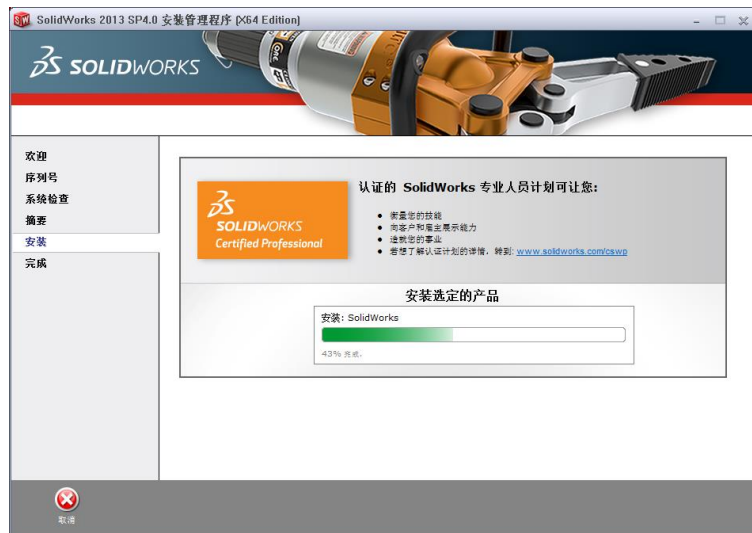 SolidWorks 2013 SP4.0 安装管理程序 (X64 Edition)
SOLIDWORKS
欢迎
序列号
系统检查
摘要
安装
完成
SOLIDWORKS
Certified Professional
认证的 SolidWorks 专业人员计划可让您:
衡量您的技能
向客户和雇主展示能力
造就您的事业
若想了解认证计划的详情, 转到: www.solidworks.com/cswp
安装选定的产品
安装: SolidWorks
43% 完成.
取消